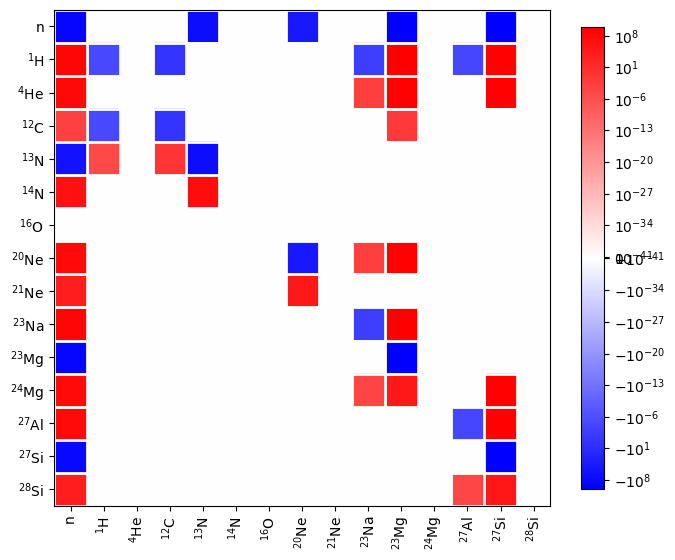 n
¹H
⁴He
¹²C
¹³N
¹⁴N
¹⁶O
²⁰Ne
²¹Ne
²³Na
²³Mg
²⁴Mg
²⁷Al
²⁷Si
²⁸Si
n ¹H ⁴He ¹²C ¹³N ¹⁴N ¹⁶O ²⁰Ne ²¹Ne ²³Na ²³Mg ²⁴Mg ²⁷Al ²⁷Si ²⁸Si
10⁸
10¹
10⁻⁶
10⁻¹³
10⁻²⁰
10⁻²⁷
10⁻³⁴
−10⁻³⁴
−10⁻²⁷
−10⁻²⁰
−10⁻¹³
−10⁻⁶
−10¹
−10⁸